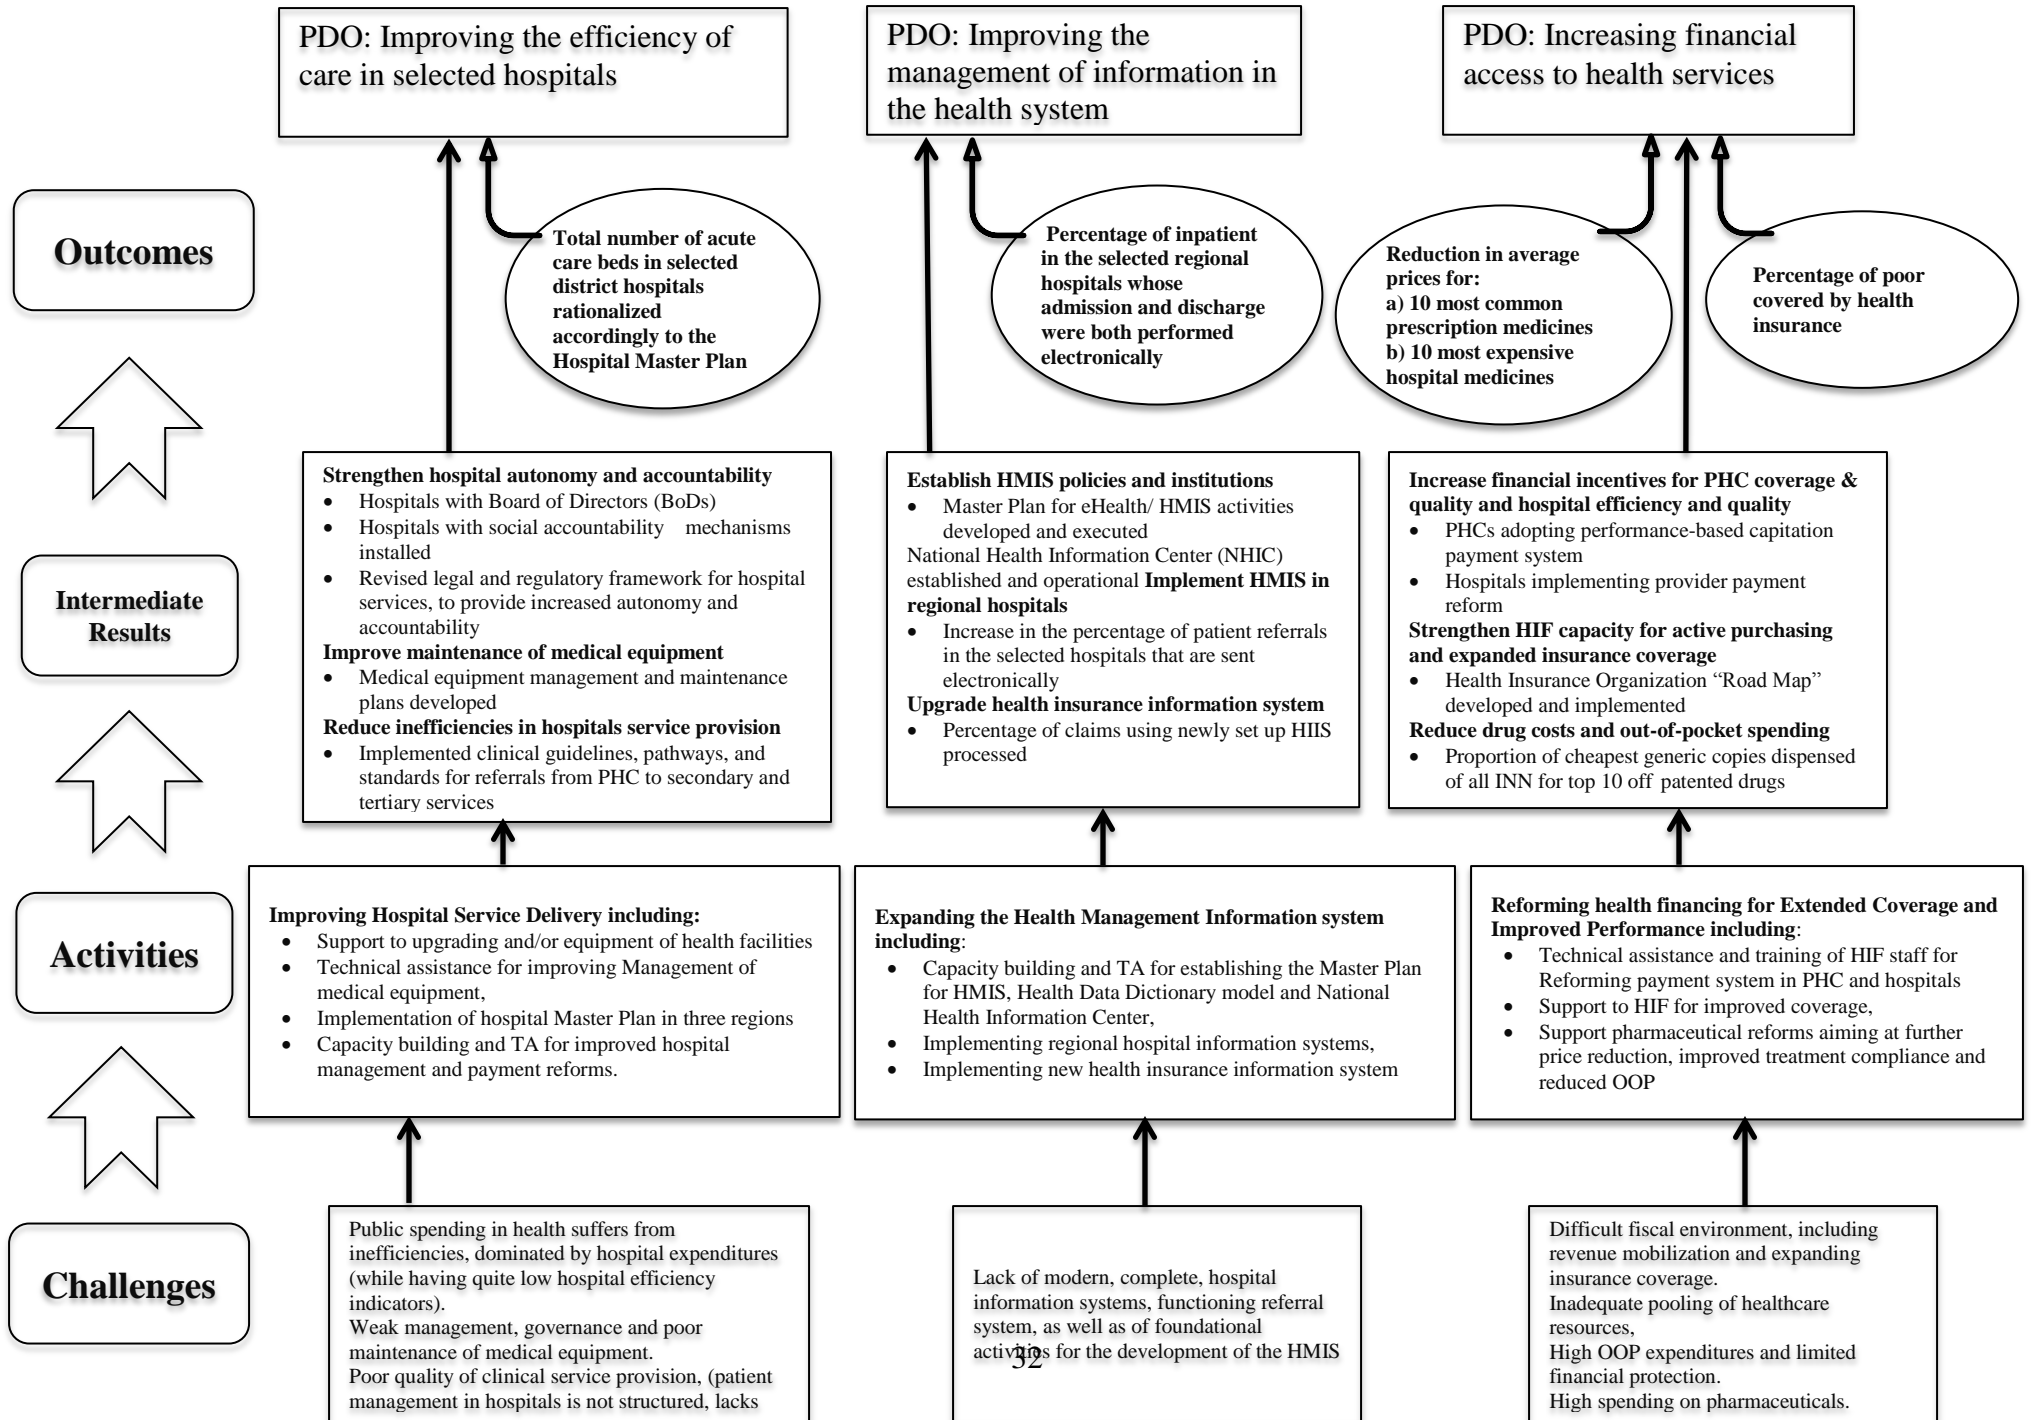 PDO: Improving the efficiency of
care in selected hospitals
PDO: Improving the
management of information in
the health system
PDO: Increasing financial
access to health services
Outcomes
Total number of acute
care beds in selected
district hospitals
rationalized
accordingly to the
Hospital Master Plan
Percentage of inpatient
in the selected regional
hospitals whose
admission and discharge
were both performed
electronically
Reduction in average
prices for:
a) 10 most common
prescription medicines
b) 10 most expensive
hospital medicines
Percentage of poor
covered by health
insurance
Intermediate
Results
Strengthen hospital autonomy and accountability
• Hospitals with Board of Directors (BoDs)
• Hospitals with social accountability mechanisms
installed
• Revised legal and regulatory framework for hospital
services, to provide increased autonomy and
accountability
Improve maintenance of medical equipment
• Medical equipment management and maintenance
plans developed
Reduce inefficiencies in hospitals service provision
• Implemented clinical guidelines, pathways, and
standards for referrals from PHC to secondary and
tertiary services
Establish HMIS policies and institutions
• Master Plan for eHealth/ HMIS activities
developed and executed
National Health Information Center (NHIC)
established and operational Implement HMIS in
regional hospitals
• Increase in the percentage of patient referrals
in the selected hospitals that are sent
electronically
Upgrade health insurance information system
• Percentage of claims using newly set up HIIS
processed
Increase financial incentives for PHC coverage &
quality and hospital efficiency and quality
• PHCs adopting performance-based capitation
payment system
• Hospitals implementing provider payment
reform
Strengthen HIF capacity for active purchasing
and expanded insurance coverage
• Health Insurance Organization “Road Map”
developed and implemented
Reduce drug costs and out-of-pocket spending
• Proportion of cheapest generic copies dispensed
of all INN for top 10 off patented drugs
Activities
Improving Hospital Service Delivery including:
• Support to upgrading and/or equipment of health facilities
• Technical assistance for improving Management of
medical equipment,
• Implementation of hospital Master Plan in three regions
• Capacity building and TA for improved hospital
management and payment reforms.
Expanding the Health Management Information system
including:
• Capacity building and TA for establishing the Master Plan
for HMIS, Health Data Dictionary model and National
Health Information Center,
• Implementing regional hospital information systems,
• Implementing new health insurance information system
Reforming health financing for Extended Coverage and
Improved Performance including:
• Technical assistance and training of HIF staff for
Reforming payment system in PHC and hospitals
• Support to HIF for improved coverage,
• Support pharmaceutical reforms aiming at further
price reduction, improved treatment compliance and
reduced OOP
Challenges
Public spending in health suffers from
inefficiencies, dominated by hospital expenditures
(while having quite low hospital efficiency
indicators).
Weak management, governance and poor
maintenance of medical equipment.
Poor quality of clinical service provision, (patient
management in hospitals is not structured, lacks
Lack of modern, complete, hospital
information systems, functioning referral
system, as well as of foundational
activities for the development of the HMIS
32
Difficult fiscal environment, including
revenue mobilization and expanding
insurance coverage.
Inadequate pooling of healthcare
resources,
High OOP expenditures and limited
financial protection.
High spending on pharmaceuticals.